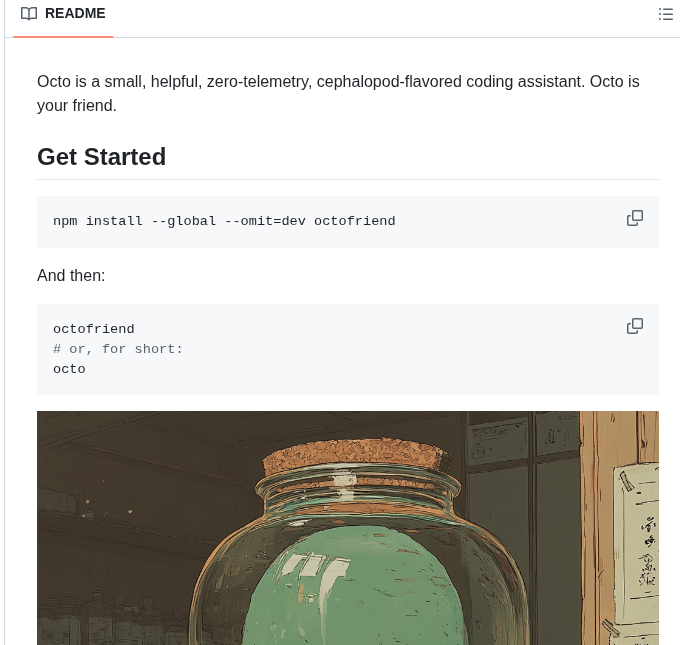 README
Octo is a small, helpful, zero-telemetry, cephalopod-flavored coding assistant. Octo is
your friend.
Get Started
npm install --global --omit=dev octofriend
And then:
octofriend
# or, for short:
octo